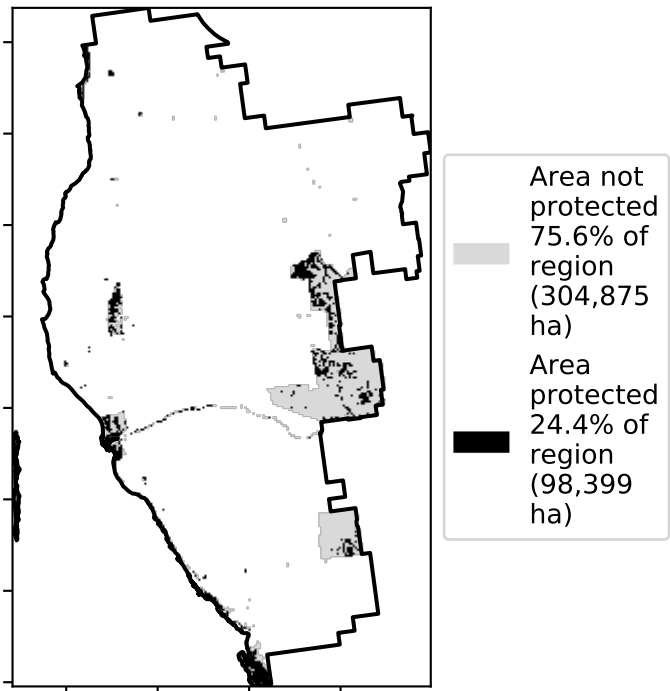 Area not
protected
75.6% of
region
(304,875
ha)
Area
protected
24.4% of
region
(98,399
ha)